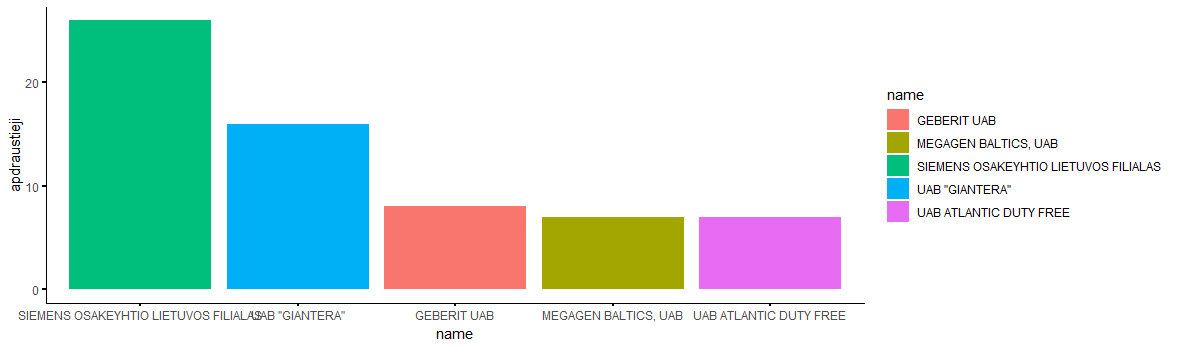 apdraustieji
20
10
0
SIEMENS OSAKEYHTIO LIETUVOS FILIALAS
UAB "GIANTERA"
GEBERIT UAB
MEGAGEN BALTICS, UAB
UAB ATLANTIC DUTY FREE
name
name
GEBERIT UAB
MEGAGEN BALTICS, UAB
SIEMENS OSAKEYHTIO LIETUVOS FILIALAS
UAB "GIANTERA"
UAB ATLANTIC DUTY FREE